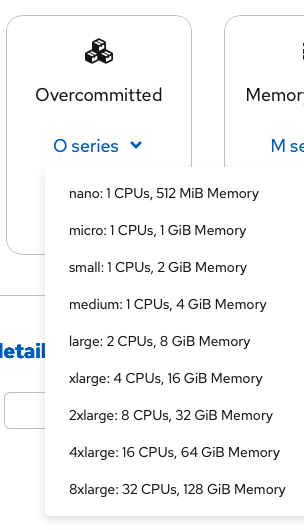 Overcommitted
Memory
O series
M se
nano: 1 CPUs, 512 MiB Memory
micro: 1 CPUs, 1 GiB Memory
small: 1 CPUs, 2 GiB Memory
medium: 1 CPUs, 4 GiB Memory
large: 2 CPUs, 8 GiB Memory
detail
xlarge: 4 CPUs, 16 GiB Memory
2xlarge: 8 CPUs, 32 GiB Memory
4xlarge: 16 CPUs, 64 GiB Memory
8xlarge: 32 CPUs, 128 GiB Memory